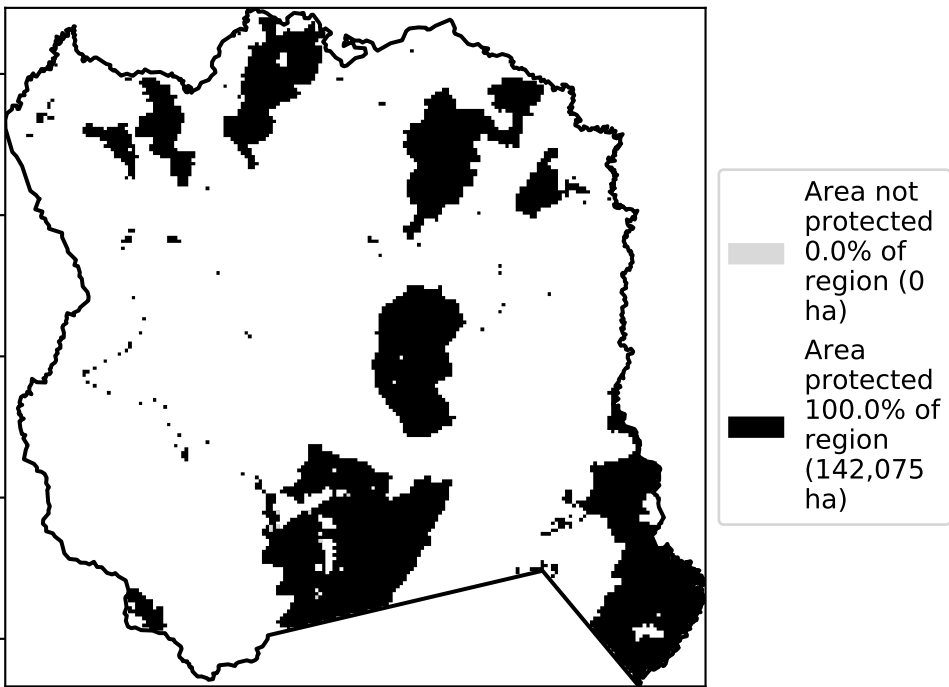 Area not
protected
0.0% of
region (0
ha)
Area
protected
100.0% of
region
(142,075
ha)